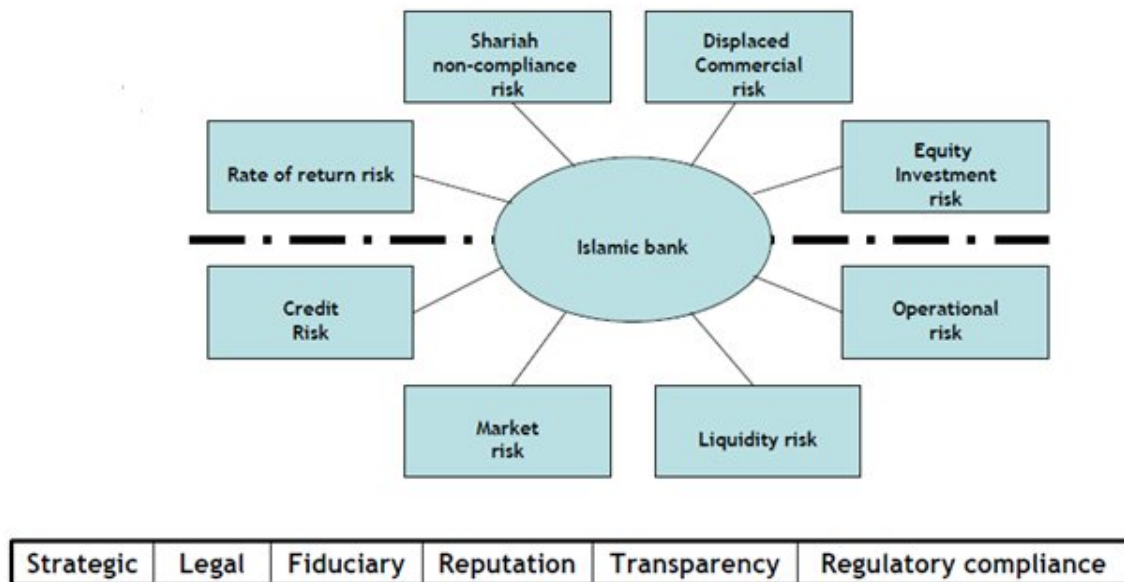 Shariah
non-compliance
risk
Displaced
Commercial
risk
Rate of return risk
Equity
Investment
risk
Islamic bank
Credit
Risk
Operational
risk
Market
risk
Liquidity risk
Strategic Legal Fiduciary Reputation Transparency Regulatory compliance